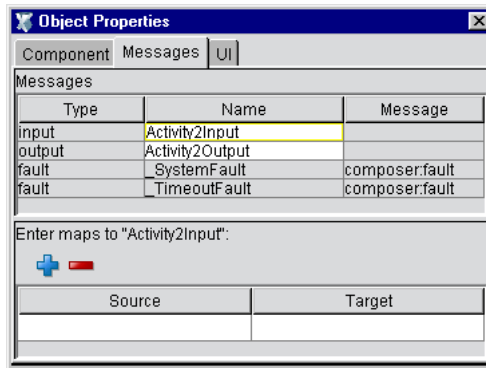 Object Properties
Component Messages UI
Messages
Type Name Message
input Activity2Input
output Activity2Output
fault _SystemFault composer:fault
fault _TimeoutFault composer:fault
Enter maps to "Activity2Input":
Source Target